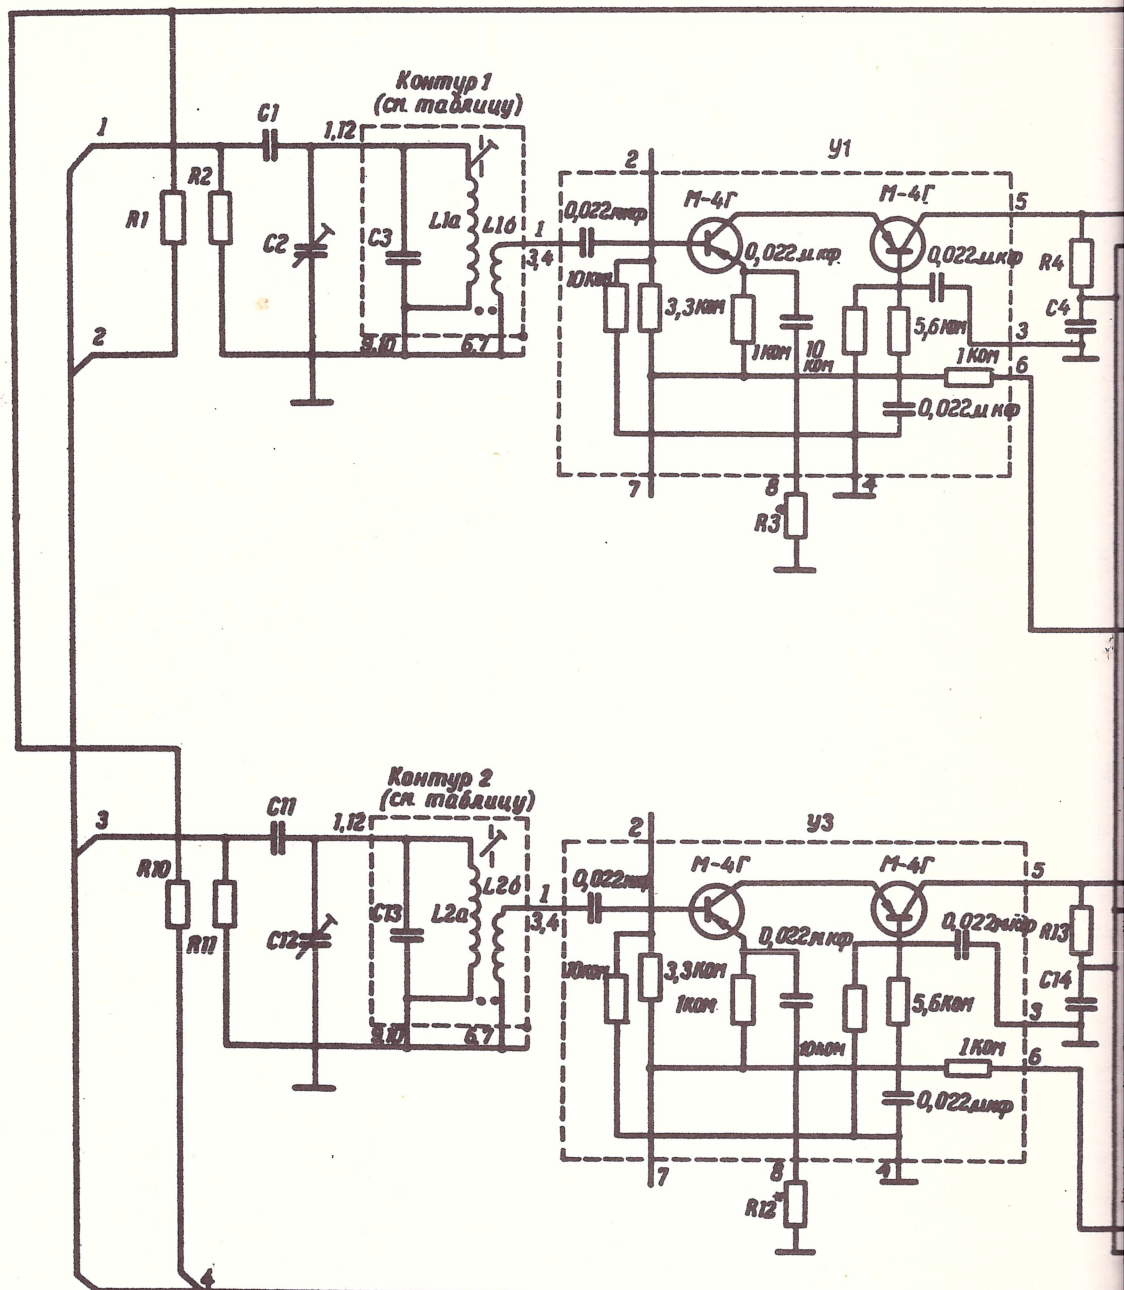 Контур 1
(см. таблицу)
1
C1
1,12
R1
R2
C2
C3
L1а
L1б
1
3,4
2
9,10
6,7
У1
2
М-4Г
М-4Г
5
0,022мкф
0,022мкф
0,022мкф
R4
10ком
3,3ком
1ком
10
ком
5,6ком
C4
3
1ком
6
0,022мкф
7
8
4
R3*
Контур 2
(см. таблицу)
3
C11
1,12
R10
R11
C12
C13
L2а
L2б
1
3,4
9,10
6,7
У3
2
М-4Г
М-4Г
5
0,022мкф
0,022мкф
0,022мкф
R13
10ком
3,3ком
1ком
10ком
5,6ком
C14
3
1ком
6
0,022мкф
7
8
4
R12*
4